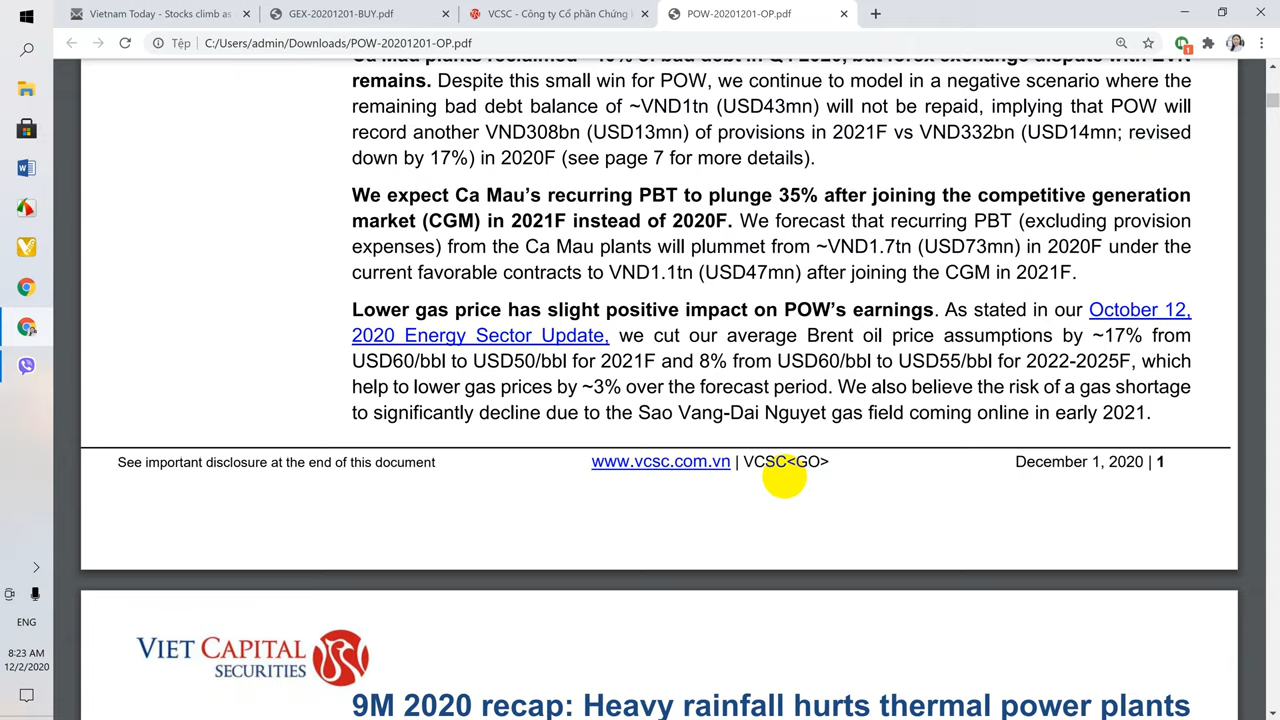 Vietnam Today - Stocks climb as
GEX-20201201-BUY.pdf
VCSC - Công ty Cổ phần Chứng k
POW-20201201-OP.pdf
Tệp
C:/Users/admin/Downloads/POW-20201201-OP.pdf
1
remains. Despite this small win for POW, we continue to model in a negative scenario where the
remaining bad debt balance of ~VND1tn (USD43mn) will not be repaid, implying that POW will
record another VND308bn (USD13mn) of provisions in 2021F vs VND332bn (USD14mn; revised
down by 17%) in 2020F (see page 7 for more details).
We expect Ca Mau's recurring PBT to plunge 35% after joining the competitive generation
market (CGM) in 2021F instead of 2020F. We forecast that recurring PBT (excluding provision
expenses) from the Ca Mau plants will plummet from ~VND1.7tn (USD73mn) in 2020F under the
current favorable contracts to VND1.1tn (USD47mn) after joining the CGM in 2021F.
Lower gas price has slight positive impact on POW's earnings. As stated in our October 12,
2020 Energy Sector Update, we cut our average Brent oil price assumptions by ~17% from
USD60/bbl to USD50/bbl for 2021F and 8% from USD60/bbl to USD55/bbl for 2022-2025F, which
help to lower gas prices by ~3% over the forecast period. We also believe the risk of a gas shortage
to significantly decline due to the Sao Vang-Dai Nguyet gas field coming online in early 2021.
See important disclosure at the end of this document
www.vcsc.com.vn | VCSC<GO>
December 1, 2020 | 1
VIET CAPITAL
SECURITIES
9M 2020 recap: Heavy rainfall hurts thermal power plants
ENG
8:23 AM
12/2/2020